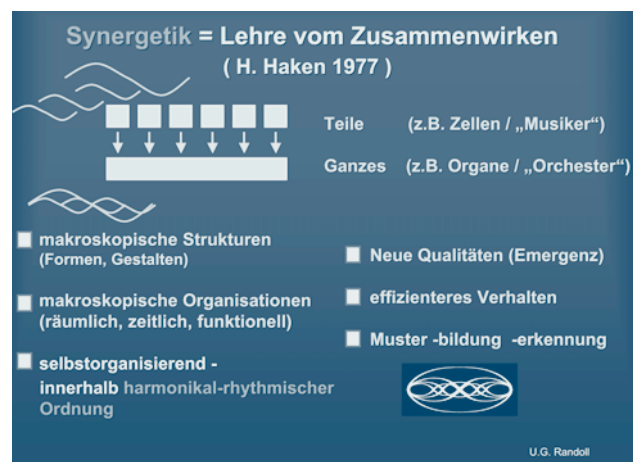 Synergetik = Lehre vom Zusammenwirken
( H. Haken 1977 )
Teile (z.B. Zellen / „Musiker“)
Ganzes (z.B. Organe / „Orchester“)
makroskopische Strukturen
(Formen, Gestalten)
makroskopische Organisationen
(räumlich, zeitlich, funktionell)
selbstorganisierend -
innerhalb harmonikal-rhythmischer
Ordnung
Neue Qualitäten (Emergenz)
effizienteres Verhalten
Muster -bildung -erkennung
U.G. Randoll